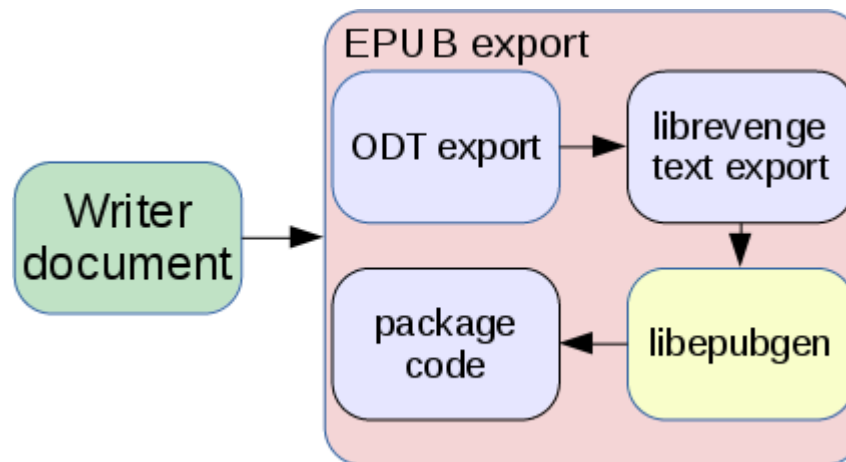 EPUB export
ODT export
librevenge
text export
Writer
document
package
code
libepubgen